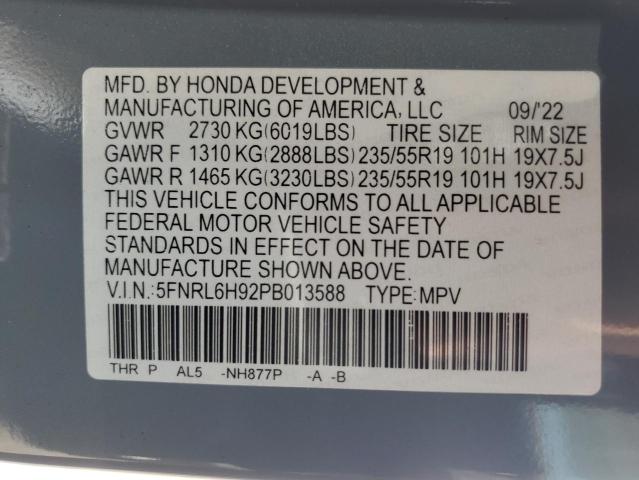 MFD. BY HONDA DEVELOPMENT &
MANUFACTURING OF AMERICA, LLC 09/'22
GVWR 2730 KG(6019LBS) TIRE SIZE RIM SIZE
GAWR F 1310 KG(2888LBS) 235/55R19 101H 19X7.5J
GAWR R 1465 KG(3230LBS) 235/55R19 101H 19X7.5J
THIS VEHICLE CONFORMS TO ALL APPLICABLE
FEDERAL MOTOR VEHICLE SAFETY
STANDARDS IN EFFECT ON THE DATE OF
MANUFACTURE SHOWN ABOVE.
V.I.N.:5FNRL6H92PB013588 TYPE:MPV
THR P AL5 -NH877P -A -B